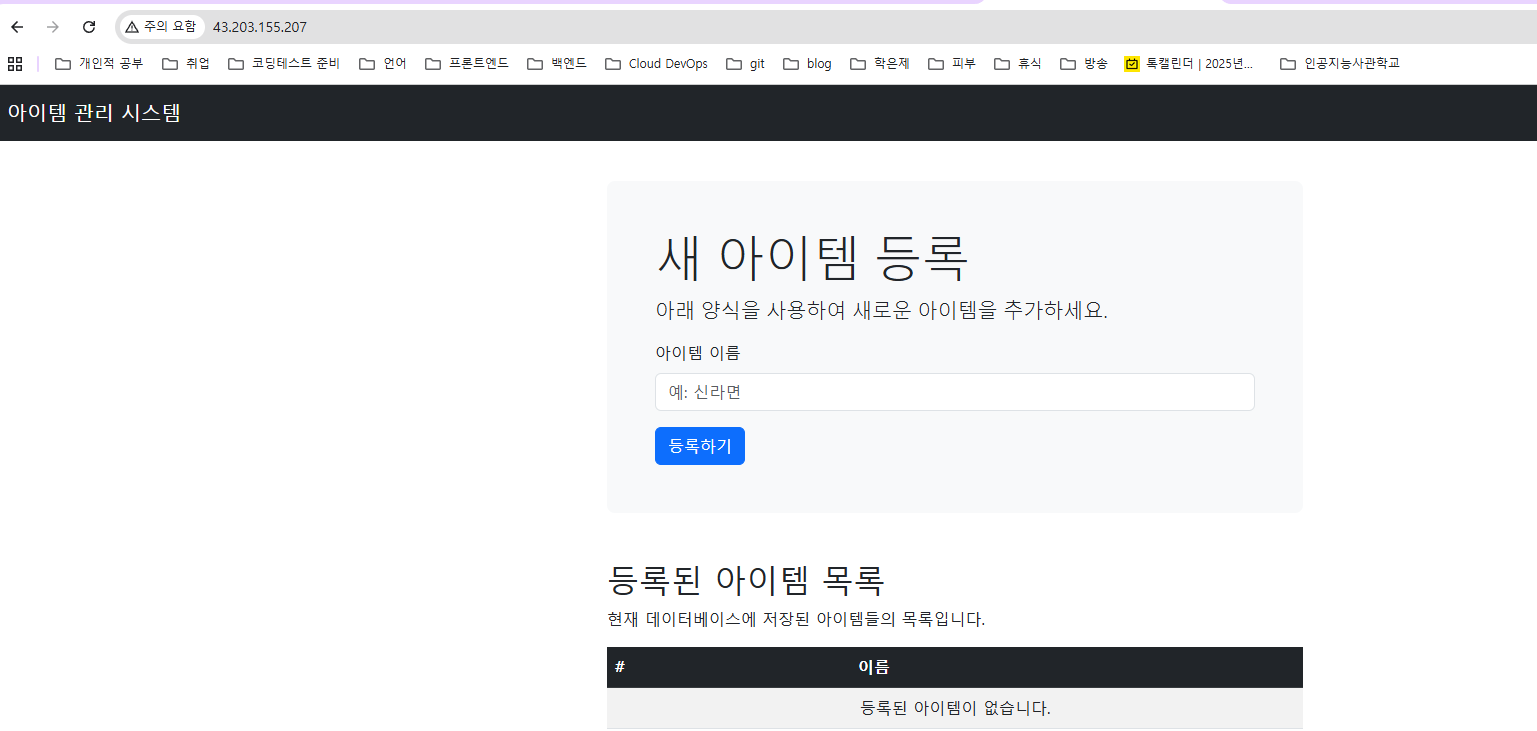 주의 요함 43.203.155.207
개인적 공부 취업 코딩테스트 준비 언어 프론트엔드 백엔드 Cloud DevOps git blog 학은제 피부 휴식 방송 톡캘린더 | 2025년... 인공지능사관학교
아이템 관리 시스템
새 아이템 등록
아래 양식을 사용하여 새로운 아이템을 추가하세요.
아이템 이름
예: 신라면
등록하기
등록된 아이템 목록
현재 데이터베이스에 저장된 아이템들의 목록입니다.
# 이름
등록된 아이템이 없습니다.